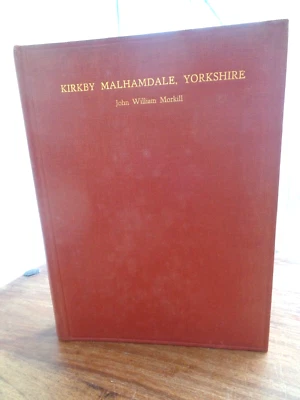 KIRKBY MALHAMDALE, YORKSHIRE
John William Morkill